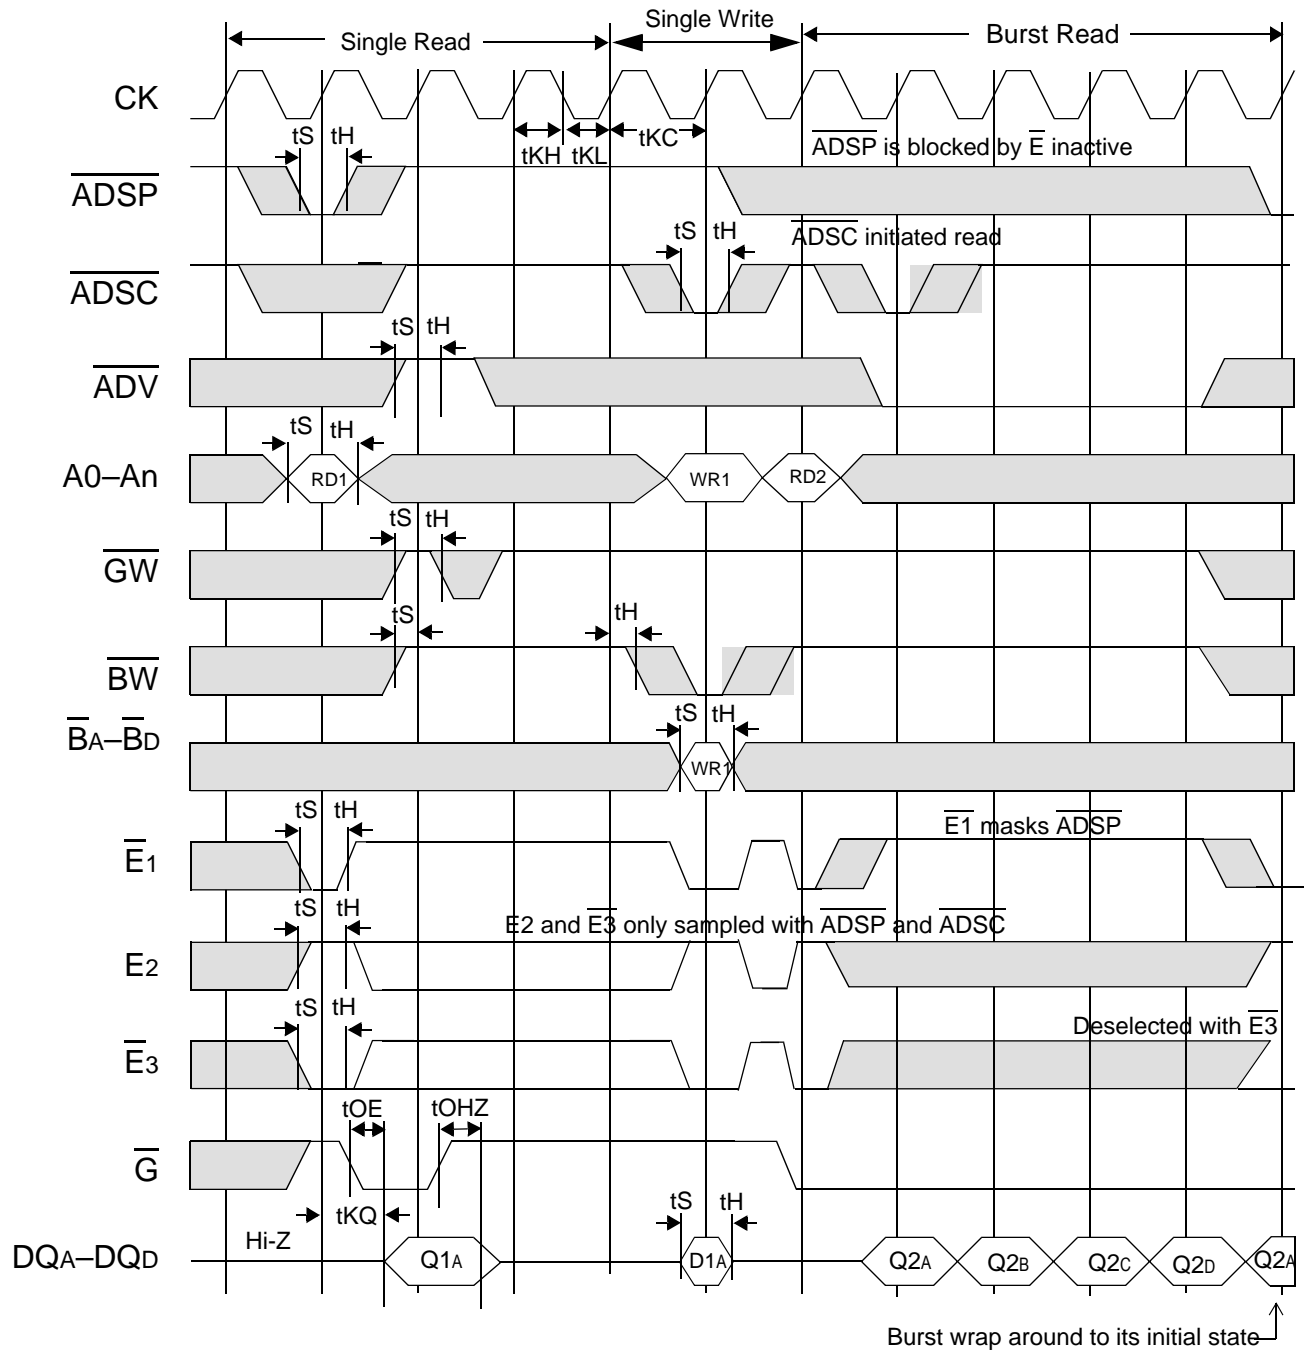 Single Read
Single Write
Burst Read
CK
tS tH
tKH tKL tKC
ADSP is blocked by E inactive
ADSP
tS tH
ADSC initiated read
ADSC
tS tH
ADV
tS tH
A0–An
RD1 WR1 RD2
tS tH
GW
tS tH
BW
tS tH
BA–BD
WR1
tS tH
E1 masks ADSP
E1
tS tH
E2 and E3 only sampled with ADSP and ADSC
E2
tS tH
Deselected with E3
E3
tOE tOHZ
G
tKQ tS tH
Hi-Z
DQA–DQD
Q1A D1A Q2A Q2B Q2C Q2D Q2A
Burst wrap around to its initial state